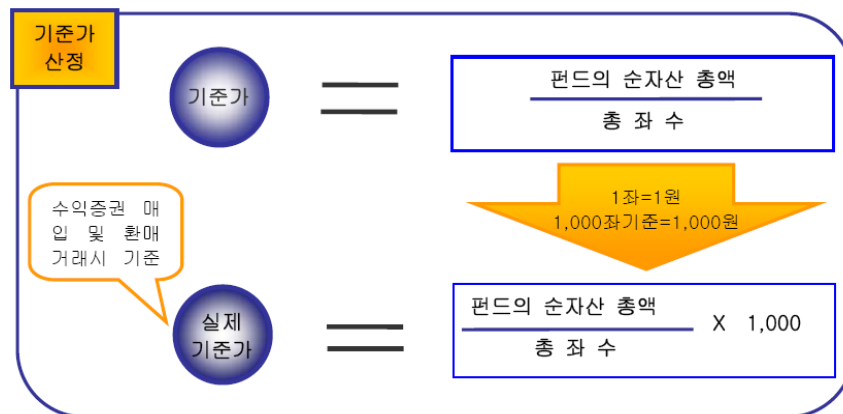 기준가
산정
기준가
펀드의 순자산 총액
총 좌 수
1좌=1원
1,000좌기준=1,000원
수익증권 매
입 및 환매
거래시 기준
실제
기준가
펀드의 순자산 총액
X 1,000
총 좌 수